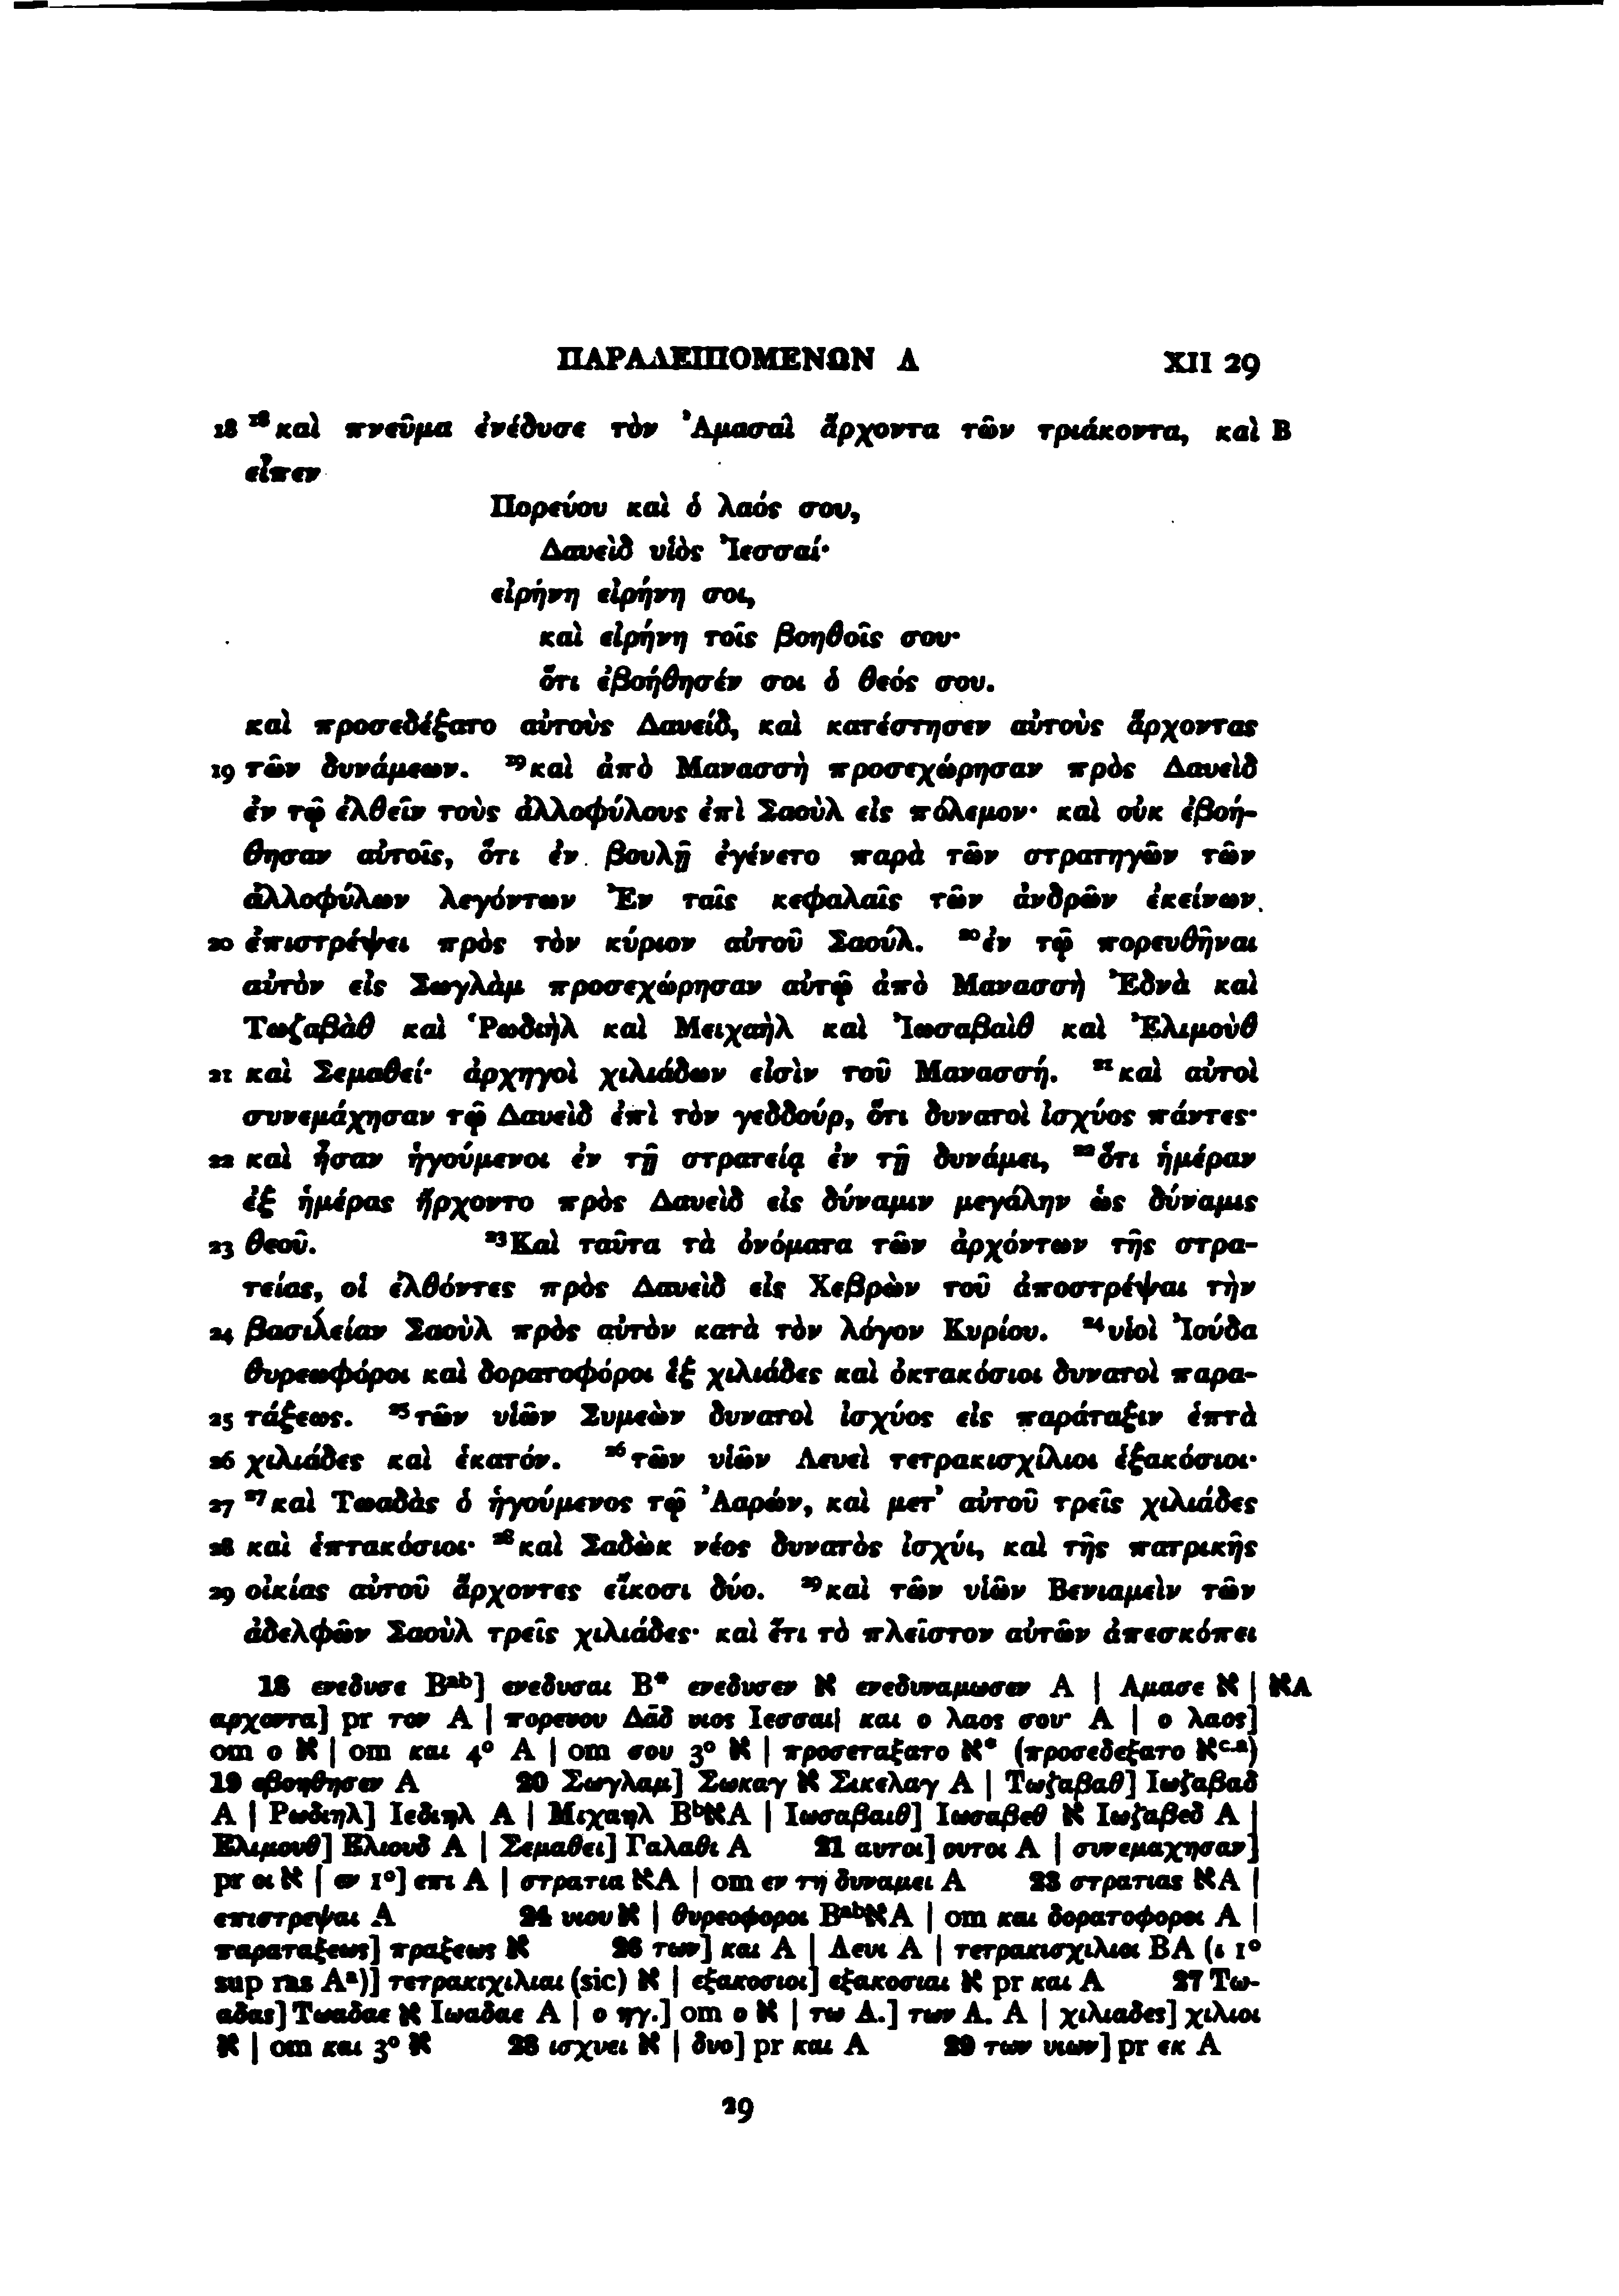 ΠΑΡΑΛΕΙΠΟΜΕΝΩΝ Α XII 29
18 ¹⁸καὶ πνεῦμα ἐνέδυσε τὸν Ἀμασαὶ ἄρχοντα τῶν τριάκοντα, καὶ B
εἶπεν
Πορεύου καὶ ὁ λαός σου,
Δαυεὶδ υἱὸς Ἰεσσαί·
εἰρήνη εἰρήνη σοι,
καὶ εἰρήνη τοῖς βοηθοῖς σου·
ὅτι ἐβοήθησέν σοι ὁ θεός σου.
καὶ προσεδέξατο αὐτοὺς Δαυείδ, καὶ κατέστησεν αὐτοὺς ἄρχοντας
19 τῶν δυνάμεων. ¹⁹καὶ ἀπὸ Μανασσὴ προσεχώρησαν πρὸς Δαυεὶδ
ἐν τῷ ἐλθεῖν τοὺς ἀλλοφύλους ἐπὶ Σαοὺλ εἰς πόλεμον· καὶ οὐκ ἐβοή-
θησαν αὐτοῖς, ὅτι ἐν βουλῇ ἐγένετο παρὰ τῶν στρατηγῶν τῶν
ἀλλοφύλων λεγόντων Ἐν ταῖς κεφαλαῖς τῶν ἀνδρῶν ἐκείνων
20 ἐπιστρέψει πρὸς τὸν κύριον αὐτοῦ Σαούλ. ²⁰ἐν τῷ πορευθῆναι
αὐτὸν εἰς Σωγλὰμ προσεχώρησαν αὐτῷ ἀπὸ Μανασσὴ Ἐδνὰ καὶ
Τωζαβὰθ καὶ Ῥωδιὴλ καὶ Μειχαὴλ καὶ Ἰωσαβαὶθ καὶ Ἐλιμοὺθ
21 καὶ Σεμαθεί· ἀρχηγοὶ χιλιάδων εἰσὶν τοῦ Μανασσή. ²¹καὶ αὐτοὶ
συνεμάχησαν τῷ Δαυεὶδ ἐπὶ τὸν γεδδούρ, ὅτι δυνατοὶ ἰσχύος πάντες·
22 καὶ ἦσαν ἡγούμενοι ἐν τῇ στρατείᾳ ἐν τῇ δυνάμει, ²²ὅτι ἡμέραν
ἐξ ἡμέρας ἤρχοντο πρὸς Δαυεὶδ εἰς δύναμιν μεγάλην ὡς δύναμις
23 θεοῦ. ²³Καὶ ταῦτα τὰ ὀνόματα τῶν ἀρχόντων τῆς στρα-
τείας, οἱ ἐλθόντες πρὸς Δαυεὶδ εἰς Χεβρὼν τοῦ ἀποστρέψαι τὴν
24 βασιλείαν Σαοὺλ πρὸς αὐτὸν κατὰ τὸν λόγον Κυρίου. ²⁴υἱοὶ Ἰούδα
θυρεωφόροι καὶ δορατοφόροι ἓξ χιλιάδες καὶ ὀκτακόσιοι δυνατοὶ παρα-
25 τάξεως. ²⁵τῶν υἱῶν Συμεὼν δυνατοὶ ἰσχύος εἰς παράταξιν ἑπτὰ
26 χιλιάδες καὶ ἑκατόν. ²⁶τῶν υἱῶν Λευεὶ τετρακισχίλιοι ἑξακόσιοι·
27 ²⁷καὶ Τωαδὰς ὁ ἡγούμενος τῷ Ἀαρών, καὶ μετ᾽ αὐτοῦ τρεῖς χιλιάδες
28 καὶ ἑπτακόσιοι· ²⁸καὶ Σαδὼκ νέος δυνατὸς ἰσχύι, καὶ τῆς πατρικῆς
29 οἰκίας αὐτοῦ ἄρχοντες εἴκοσι δύο. ²⁹καὶ τῶν υἱῶν Βενιαμεὶν τῶν
ἀδελφῶν Σαοὺλ τρεῖς χιλιάδες· καὶ ἔτι τὸ πλεῖστον αὐτῶν ἀπεσκόπει
18 ενεδυσε Bᵃᵇ] ενεδυσαι B* ενεδυσεν ℵ ενεδυναμωσεν A | Αμασε ℵ | ℵA
αρχοντα] pr τον A | πορευου Δᾱδ υιος Ιεσσαι| και ο λαος σου· A | ο λαος]
om ο ℵ | om και 4° A | om σου 3° ℵ | προσεταξατο ℵ* (προσεδεξατο ℵᶜ·ᵃ)
19 εβοηθησεν A 20 Σωγλαμ] Σωκαγ ℵ Σικελαγ A | Τωζαβαθ] Ιωζαβαδ
A | Ρωδιηλ] Ιεδιηλ A | Μιχαηλ BᵇℵA | Ιωσαβαιθ] Ιωσαβεθ ℵ Ιωζαβεδ A |
Ελιμουθ] Ελιουδ A | Σεμαθει] Γαλαθι A 21 αυτοι] ουτοι A | συνεμαχησαν]
pr οι ℵ | εν 1°] επι A | στρατια ℵA | om εν τη δυναμει A 23 στρατιας ℵA |
επιστρεψαι A 24 υιου ℵ | θυρεοφοροι BᵃᵇℵA | om και δορατοφοροι A |
παραταξεως] πραξεως ℵ 26 των] και A | Λευι A | τετρακισχιλιοι BA (ι 1°
sup ras Aᵃ)] τετρακιχιλιαι (sic) ℵ | εξακοσιοι] εξακοσιαι ℵ pr και A 27 Τω-
αδας] Τωαδαε ℵ Ιωαδαε A | ο ηγ.] om ο ℵ | τω Α.] των Α. A | χιλιαδες] χιλιοι
ℵ | om και 3° ℵ 28 ισχυει ℵ | δυο] pr και A 29 των υιων] pr εκ A
29